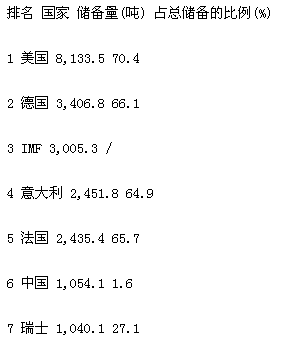 排名 国家 储备量(吨) 占总储备的比例(%)
1 美国 8,133.5 70.4
2 德国 3,406.8 66.1
3 IMF 3,005.3 /
4 意大利 2,451.8 64.9
5 法国 2,435.4 65.7
6 中国 1,054.1 1.6
7 瑞士 1,040.1 27.1